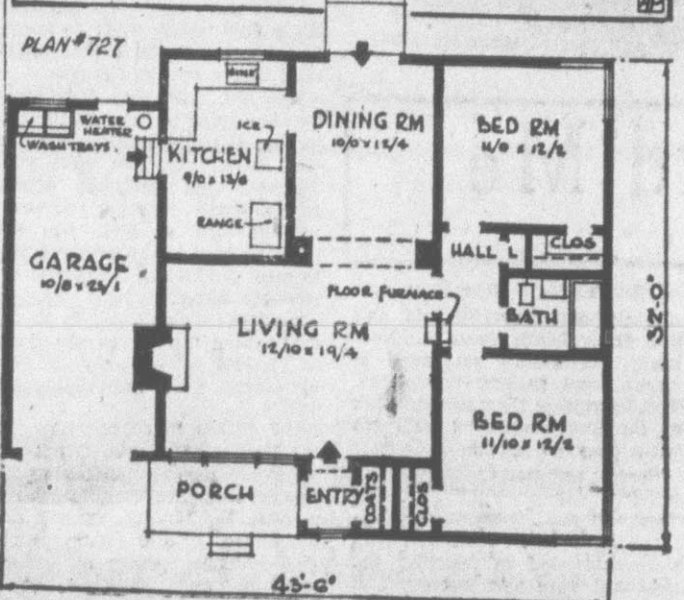 PLAN #727
WATER
HEATER
WASH TRAYS
ICE
KITCHEN
9/0 x 13/6
RANGE
DINING RM
10/0 x 12/4
BED RM
11/0 x 12/2
HALL
L
CLOS
GARAGE
10/8 x 23/1
FLOOR FURNACE
BATH
LIVING RM
12/10 x 19/4
32'-0"
BED RM
11/10 x 12/2
PORCH
ENTRY
COATS
CLOS
43'-6"